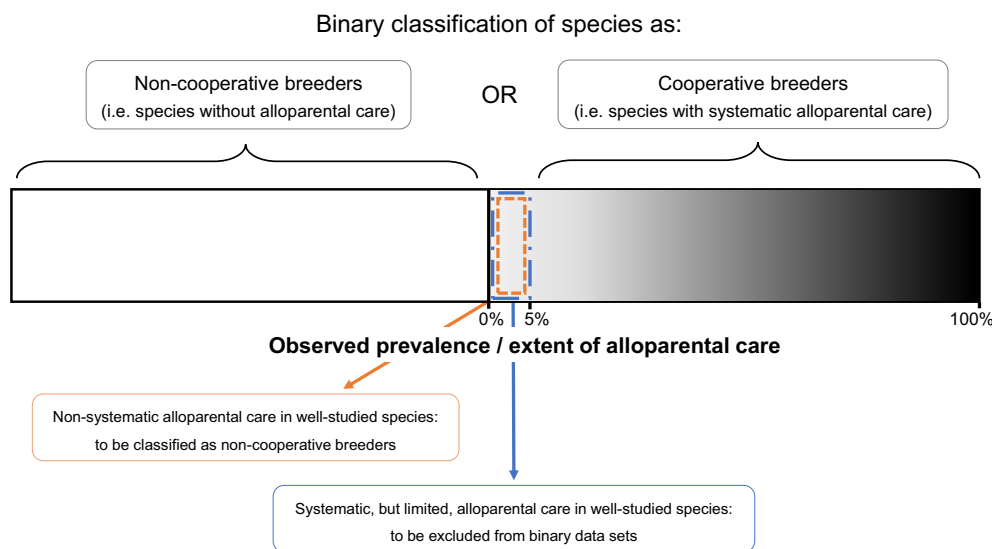 Binary classification of species as:
Non-cooperative breeders
(i.e. species without alloparental care)
OR
Cooperative breeders
(i.e. species with systematic alloparental care)
0%
5%
100%
Observed prevalence / extent of alloparental care
Non-systematic alloparental care in well-studied species:
to be classified as non-cooperative breeders
Systematic, but limited, alloparental care in well-studied species:
to be excluded from binary data sets